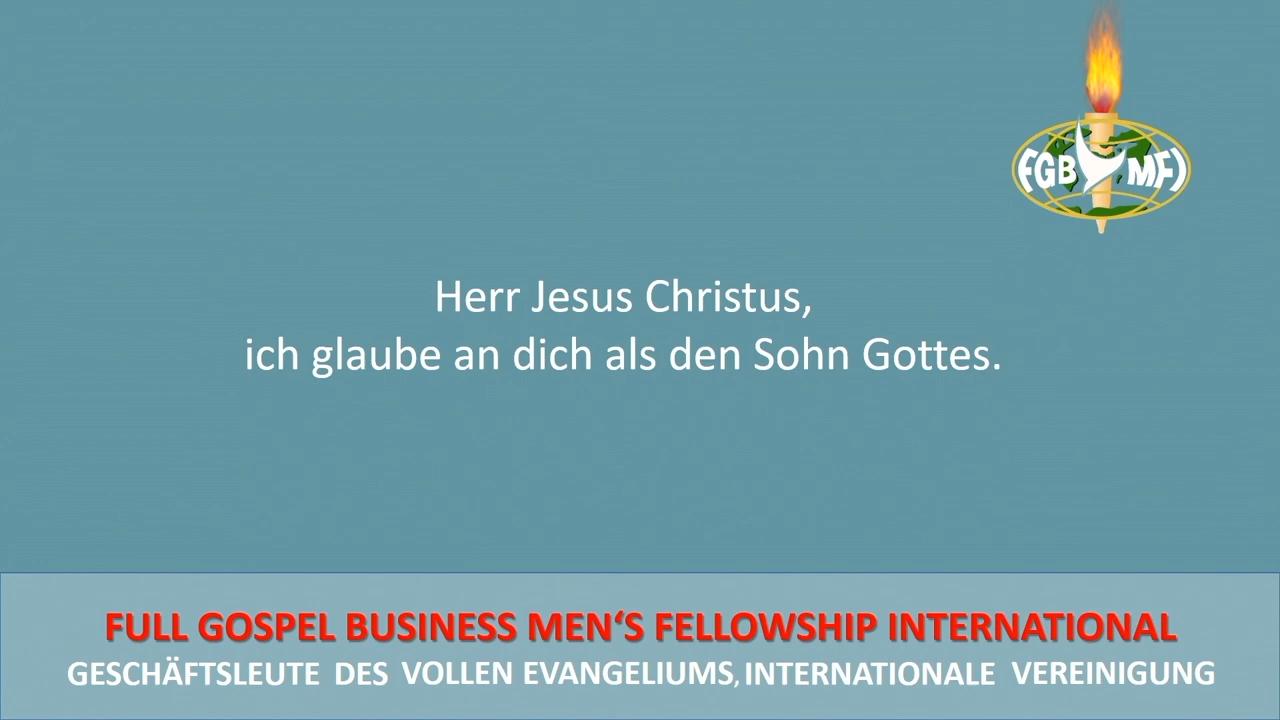 FGB MFI
Herr Jesus Christus,
ich glaube an dich als den Sohn Gottes.
FULL GOSPEL BUSINESS MEN‘S FELLOWSHIP INTERNATIONAL
GESCHÄFTSLEUTE DES VOLLEN EVANGELIUMS, INTERNATIONALE VEREINIGUNG